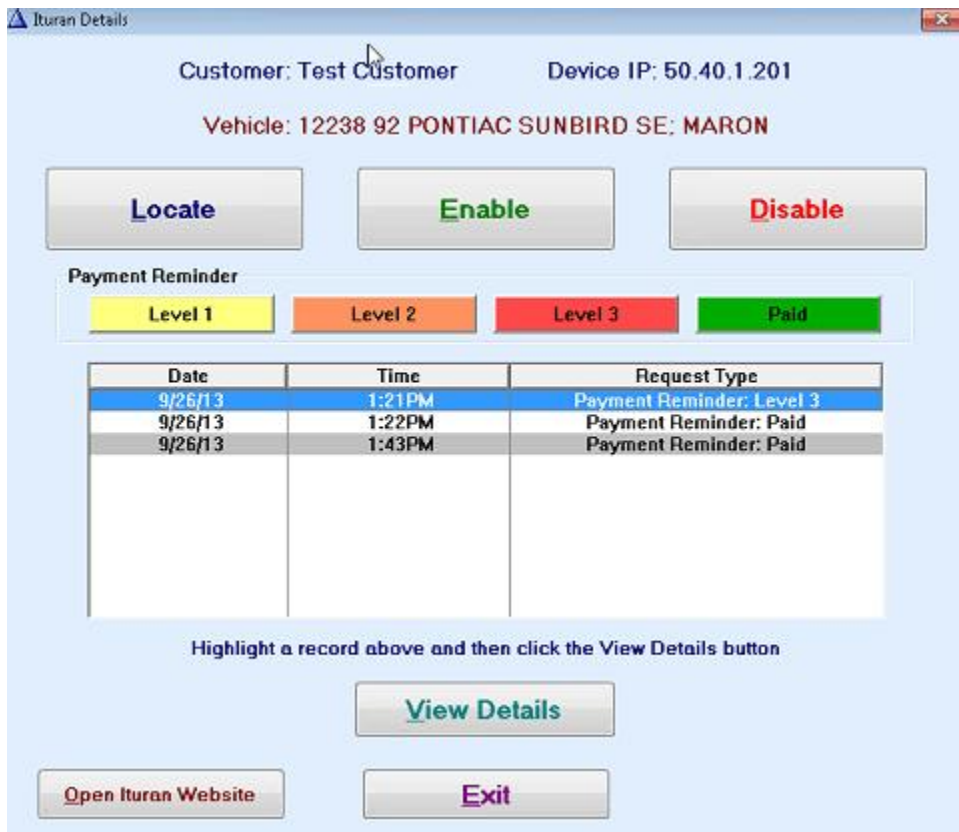 Ituran Details
Customer: Test Customer Device IP: 50.40.1.201
Vehicle: 12238 92 PONTIAC SUNBIRD SE; MARON
Locate Enable Disable
Payment Reminder
Level 1 Level 2 Level 3 Paid
Date Time Request Type
9/26/13 1:21PM Payment Reminder: Level 3
9/26/13 1:22PM Payment Reminder: Paid
9/26/13 1:43PM Payment Reminder: Paid
Highlight a record above and then click the View Details button
View Details
Open Ituran Website Exit